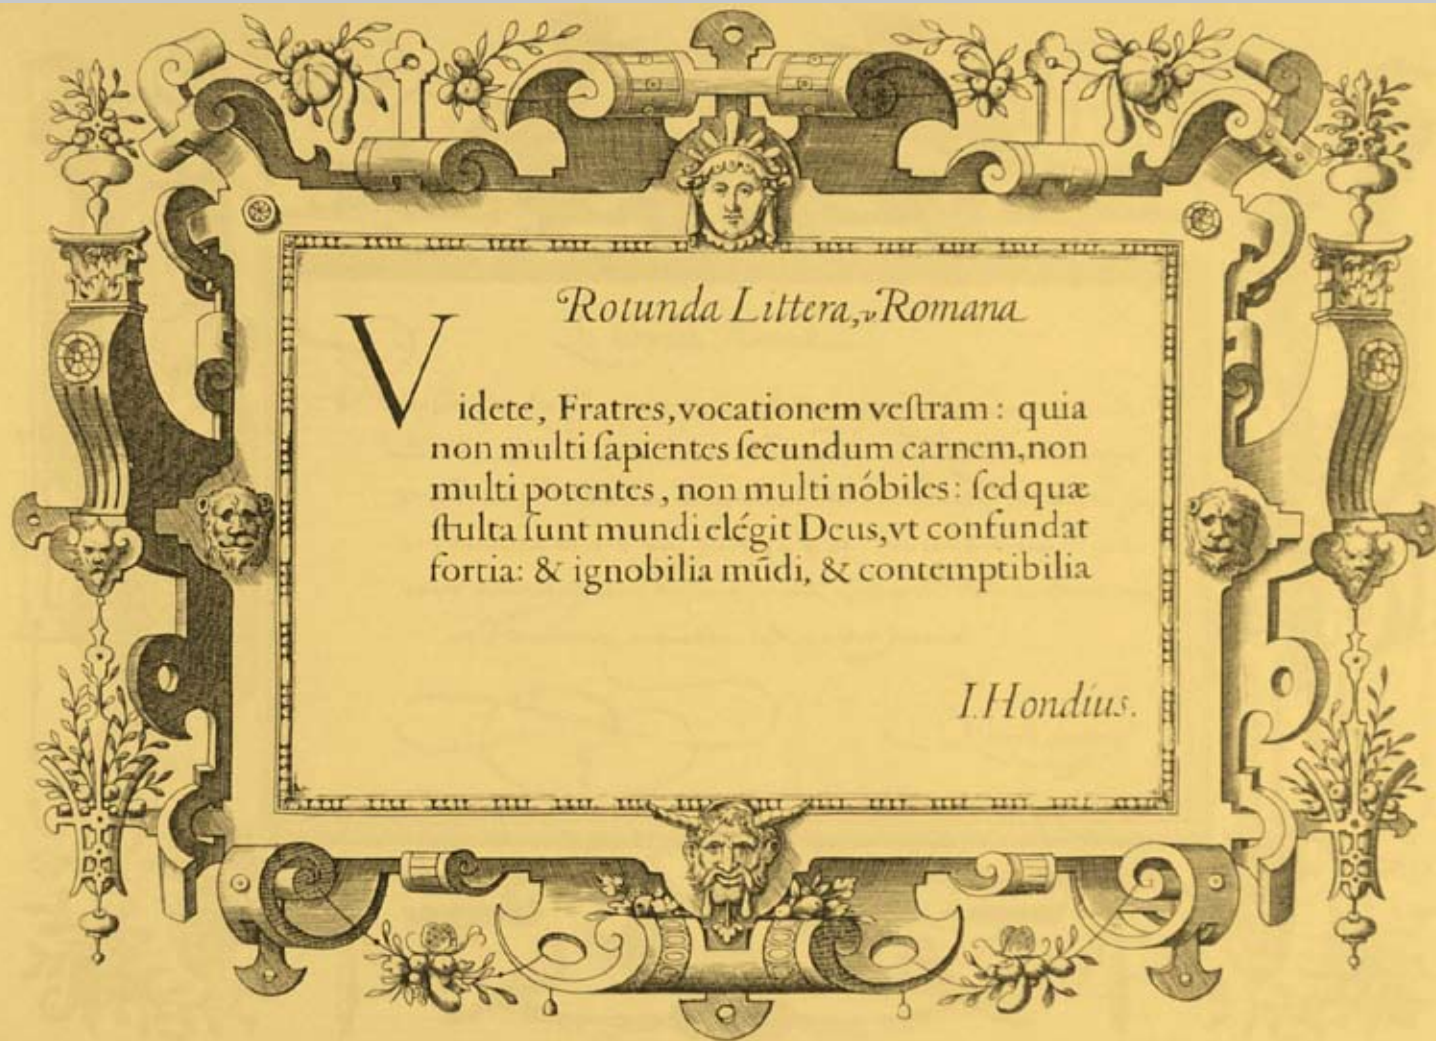 Rotunda Littera, v Romana
Videte, Fratres, vocationem veſtram : quia
non multi ſapientes ſecundum carnem, non
multi potentes, non multi nóbiles : ſed quæ
ſtulta ſunt mundi elégit Deus, vt confundat
fortia: & ignobilia mūdi, & contemptibilia
I. Hondius.